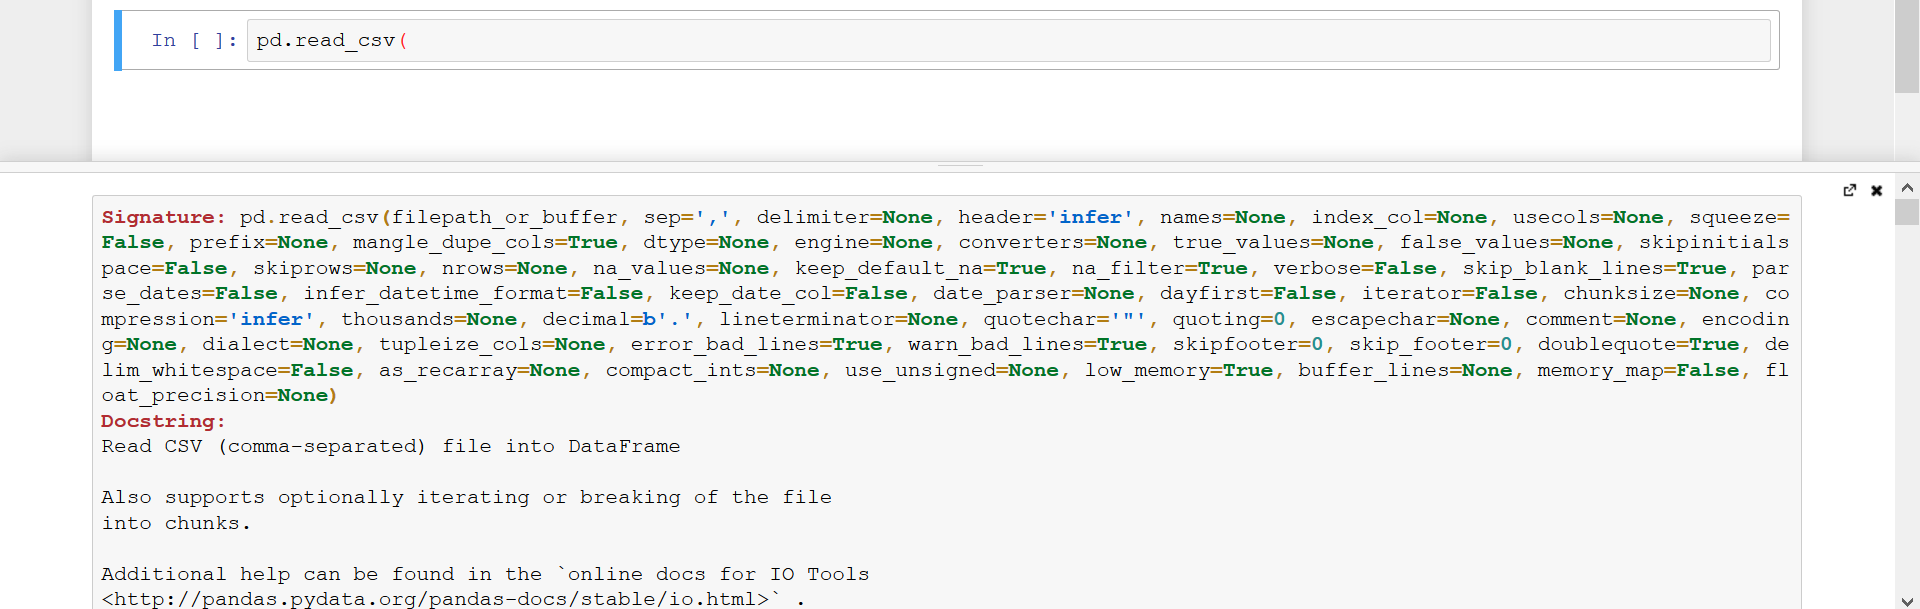 In [ ]: pd.read_csv(
Signature: pd.read_csv(filepath_or_buffer, sep=',', delimiter=None, header='infer', names=None, index_col=None, usecols=None, squeeze=
False, prefix=None, mangle_dupe_cols=True, dtype=None, engine=None, converters=None, true_values=None, false_values=None, skipinitials
pace=False, skiprows=None, nrows=None, na_values=None, keep_default_na=True, na_filter=True, verbose=False, skip_blank_lines=True, par
se_dates=False, infer_datetime_format=False, keep_date_col=False, date_parser=None, dayfirst=False, iterator=False, chunksize=None, co
mpression='infer', thousands=None, decimal=b'.', lineterminator=None, quotechar='"', quoting=0, escapechar=None, comment=None, encodin
g=None, dialect=None, tupleize_cols=None, error_bad_lines=True, warn_bad_lines=True, skipfooter=0, skip_footer=0, doublequote=True, de
lim_whitespace=False, as_recarray=None, compact_ints=None, use_unsigned=None, low_memory=True, buffer_lines=None, memory_map=False, fl
oat_precision=None)
Docstring:
Read CSV (comma-separated) file into DataFrame
Also supports optionally iterating or breaking of the file
into chunks.
Additional help can be found in the `online docs for IO Tools
<http://pandas.pydata.org/pandas-docs/stable/io.html>` .